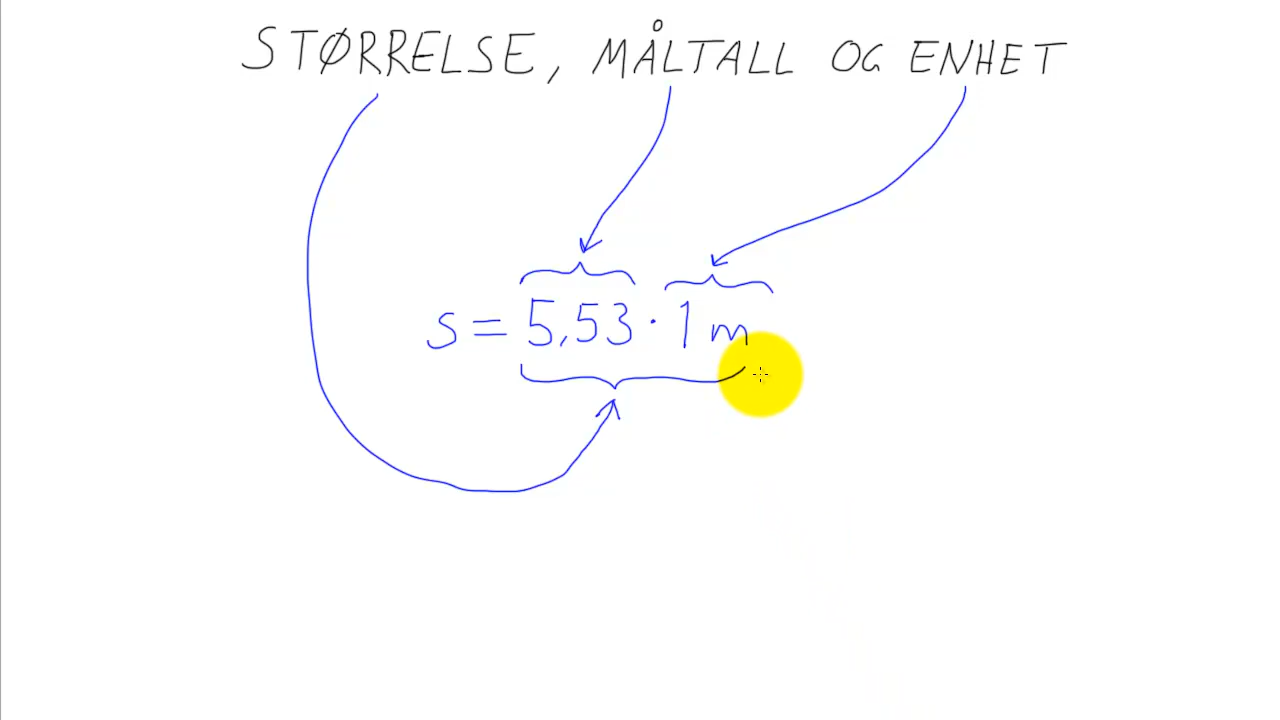 STØRRELSE, MÅLTALL OG ENHET
s = 5,53 · 1 m